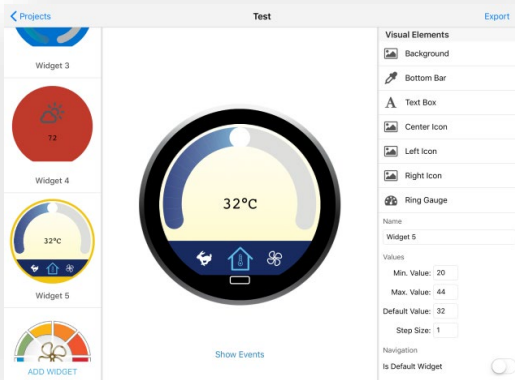 Projects
Test
Export
Widget 3
72
Widget 4
32°C
Widget 5
ADD WIDGET
32°C
Show Events
Visual Elements
Background
Bottom Bar
A Text Box
Center Icon
Left Icon
Right Icon
Ring Gauge
Name
Widget 5
Values
Min. Value: 20
Max. Value: 44
Default Value: 32
Step Size: 1
Navigation
Is Default Widget